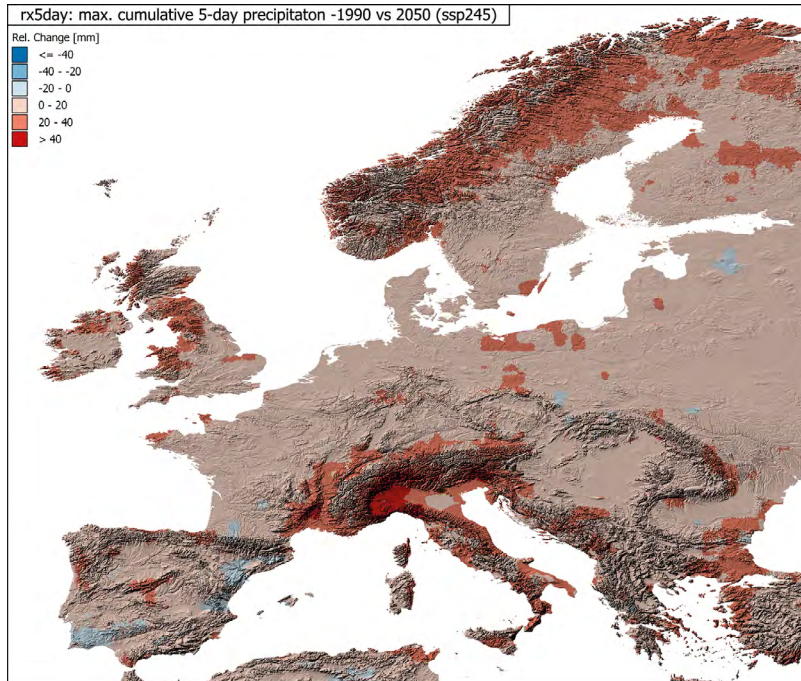 rx5day: max. cumulative 5-day precipitaton -1990 vs 2050 (ssp245)
Rel. Change [mm]
<= -40
-40 - -20
-20 - 0
0 - 20
20 - 40
> 40